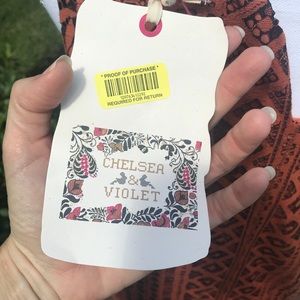 * PROOF OF PURCHASE *
REQUIRED FOR RETURN
CHELSEA
&
VIOLET